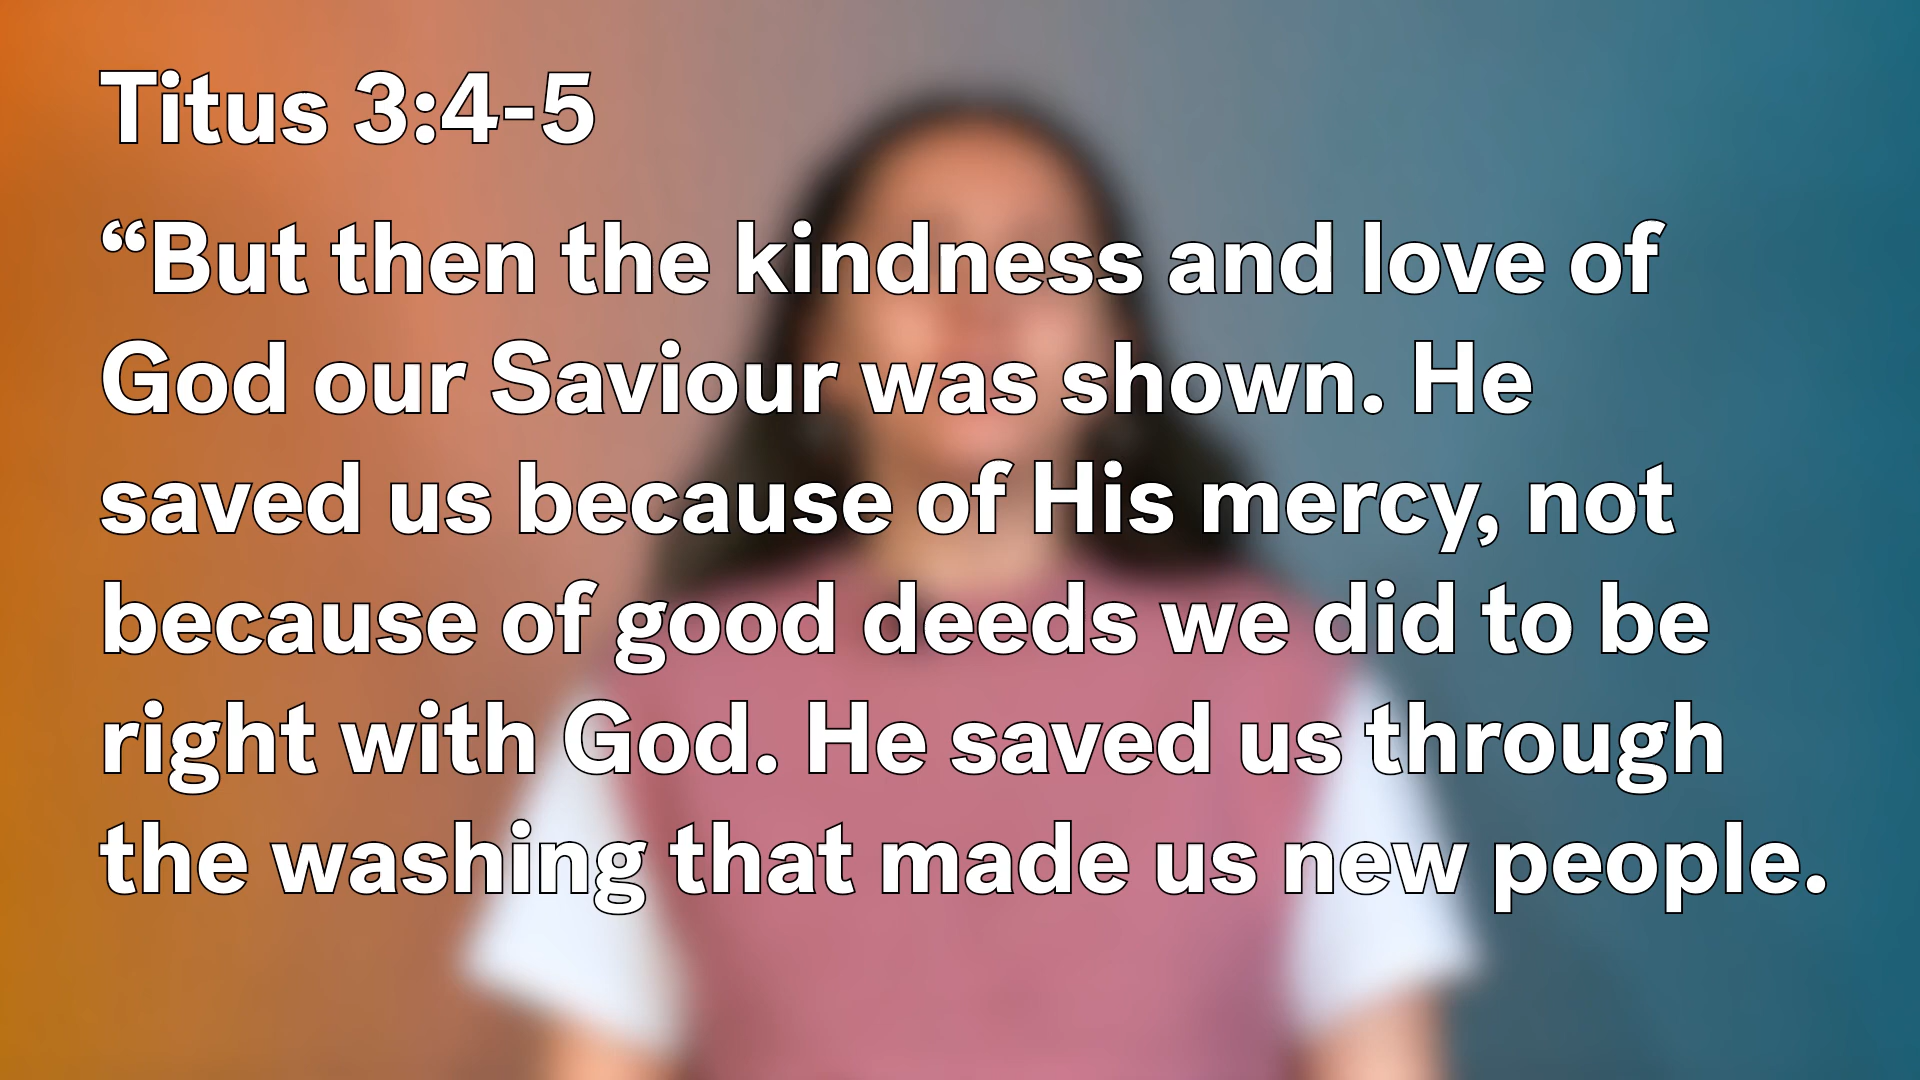 Titus 3:4-5
“But then the kindness and love of
God our Saviour was shown. He
saved us because of His mercy, not
because of good deeds we did to be
right with God. He saved us through
the washing that made us new people.